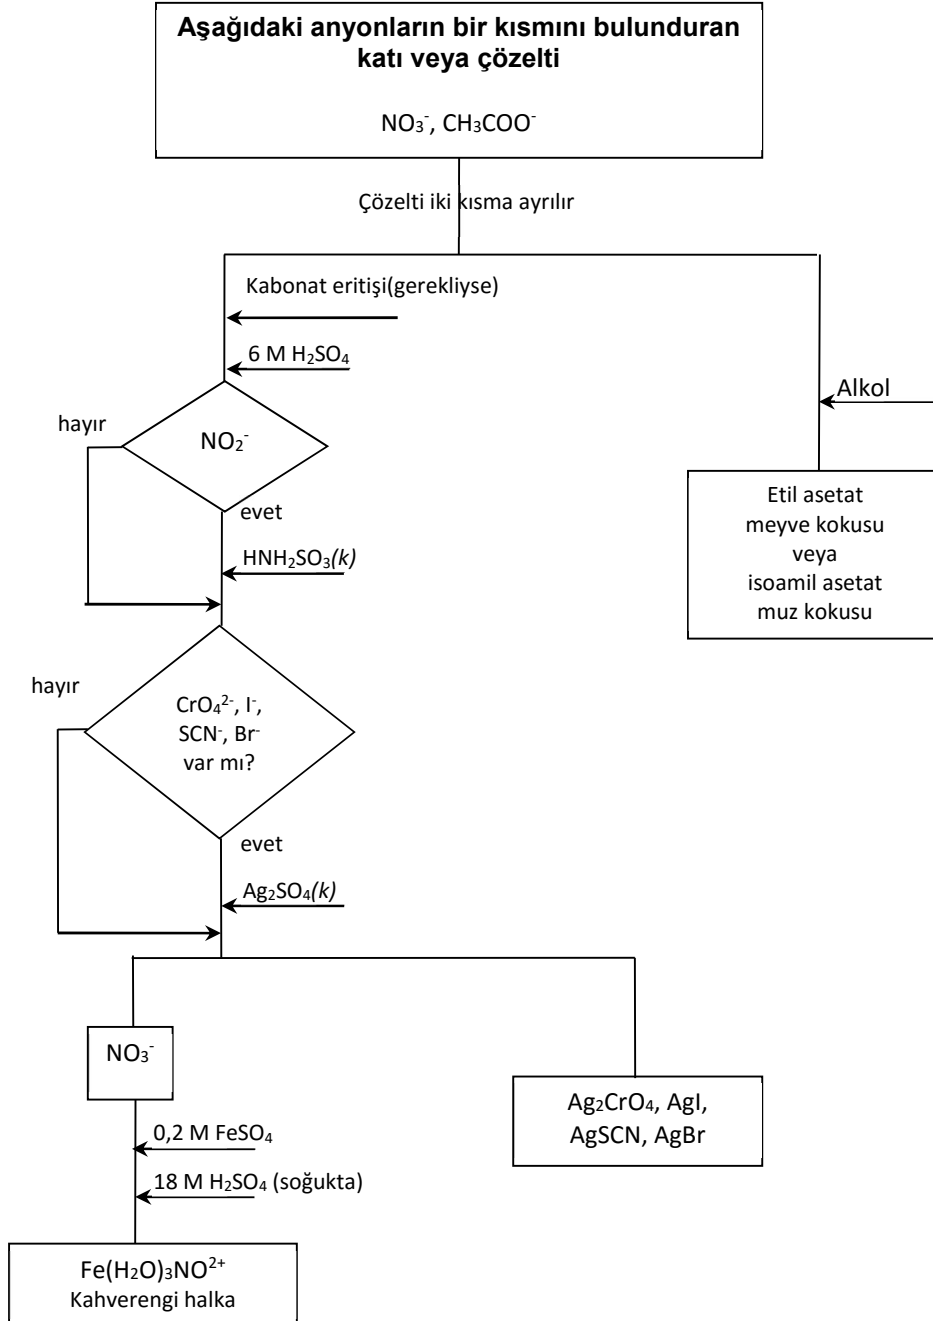 Aşağıdaki anyonların bir kısmını bulunduran
katı veya çözelti
NO₃⁻, CH₃COO⁻
Çözelti iki kısma ayrılır
Kabonat eritişi(gerekliyse)
6 M H₂SO₄
Alkol
hayır
NO₂⁻
evet
HNH₂SO₃(k)
Etil asetat
meyve kokusu
veya
isoamil asetat
muz kokusu
hayır
CrO₄²⁻, I⁻,
SCN⁻, Br⁻
var mı?
evet
Ag₂SO₄(k)
NO₃⁻
Ag₂CrO₄, AgI,
AgSCN, AgBr
0,2 M FeSO₄
18 M H₂SO₄ (soğukta)
Fe(H₂O)₃NO²⁺
Kahverengi halka